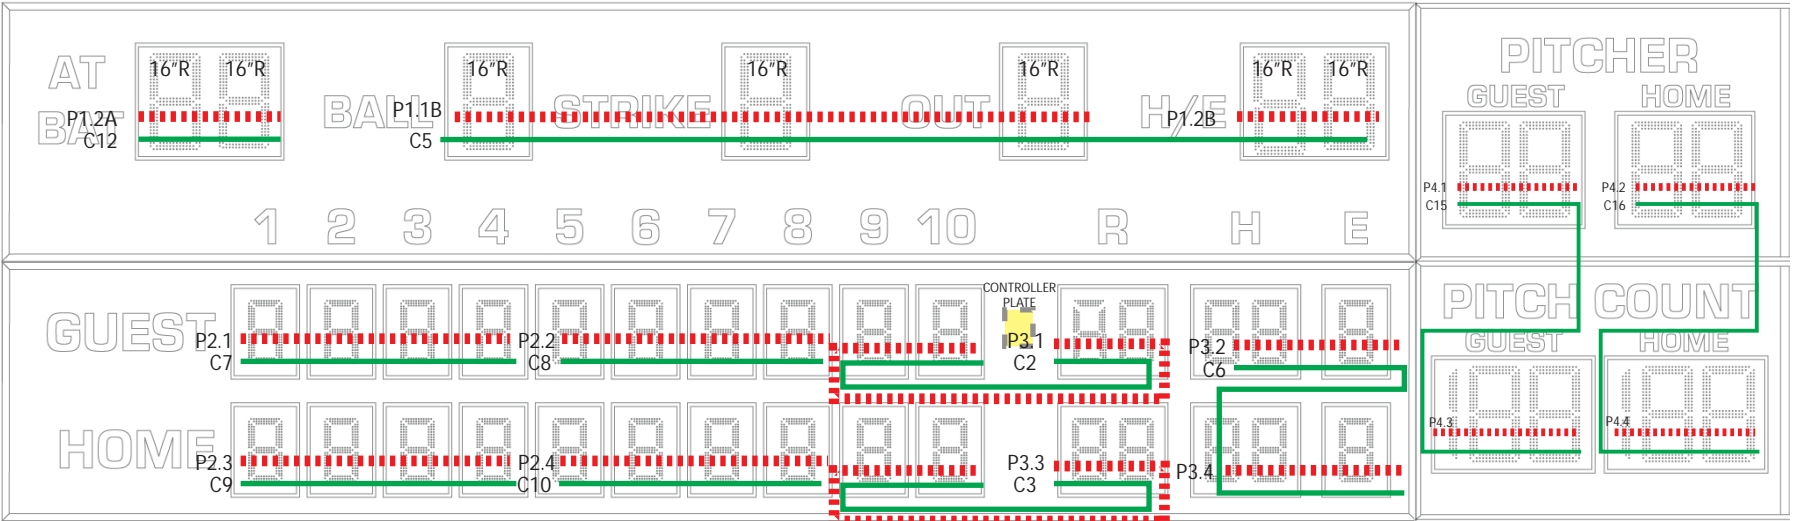 AT
BAT
16"R 16"R
P1.2A
C12
BALL
P1.1B
C5
16"R
STRIKE
16"R
OUT
16"R
H/E
P1.2B
16"R 16"R
PITCHER
GUEST HOME
P4.1 P4.2
C15 C16
1 2 3 4 5 6 7 8 9 10 R H E
CONTROLLER
PLATE
GUEST
P2.1 P2.2 P3.1 P3.2
C7 C8 C2 C6
PITCH COUNT
GUEST HOME
P4.3 P4.4
HOME
P2.3 P2.4 P3.3 P3.4
C9 C10 C3